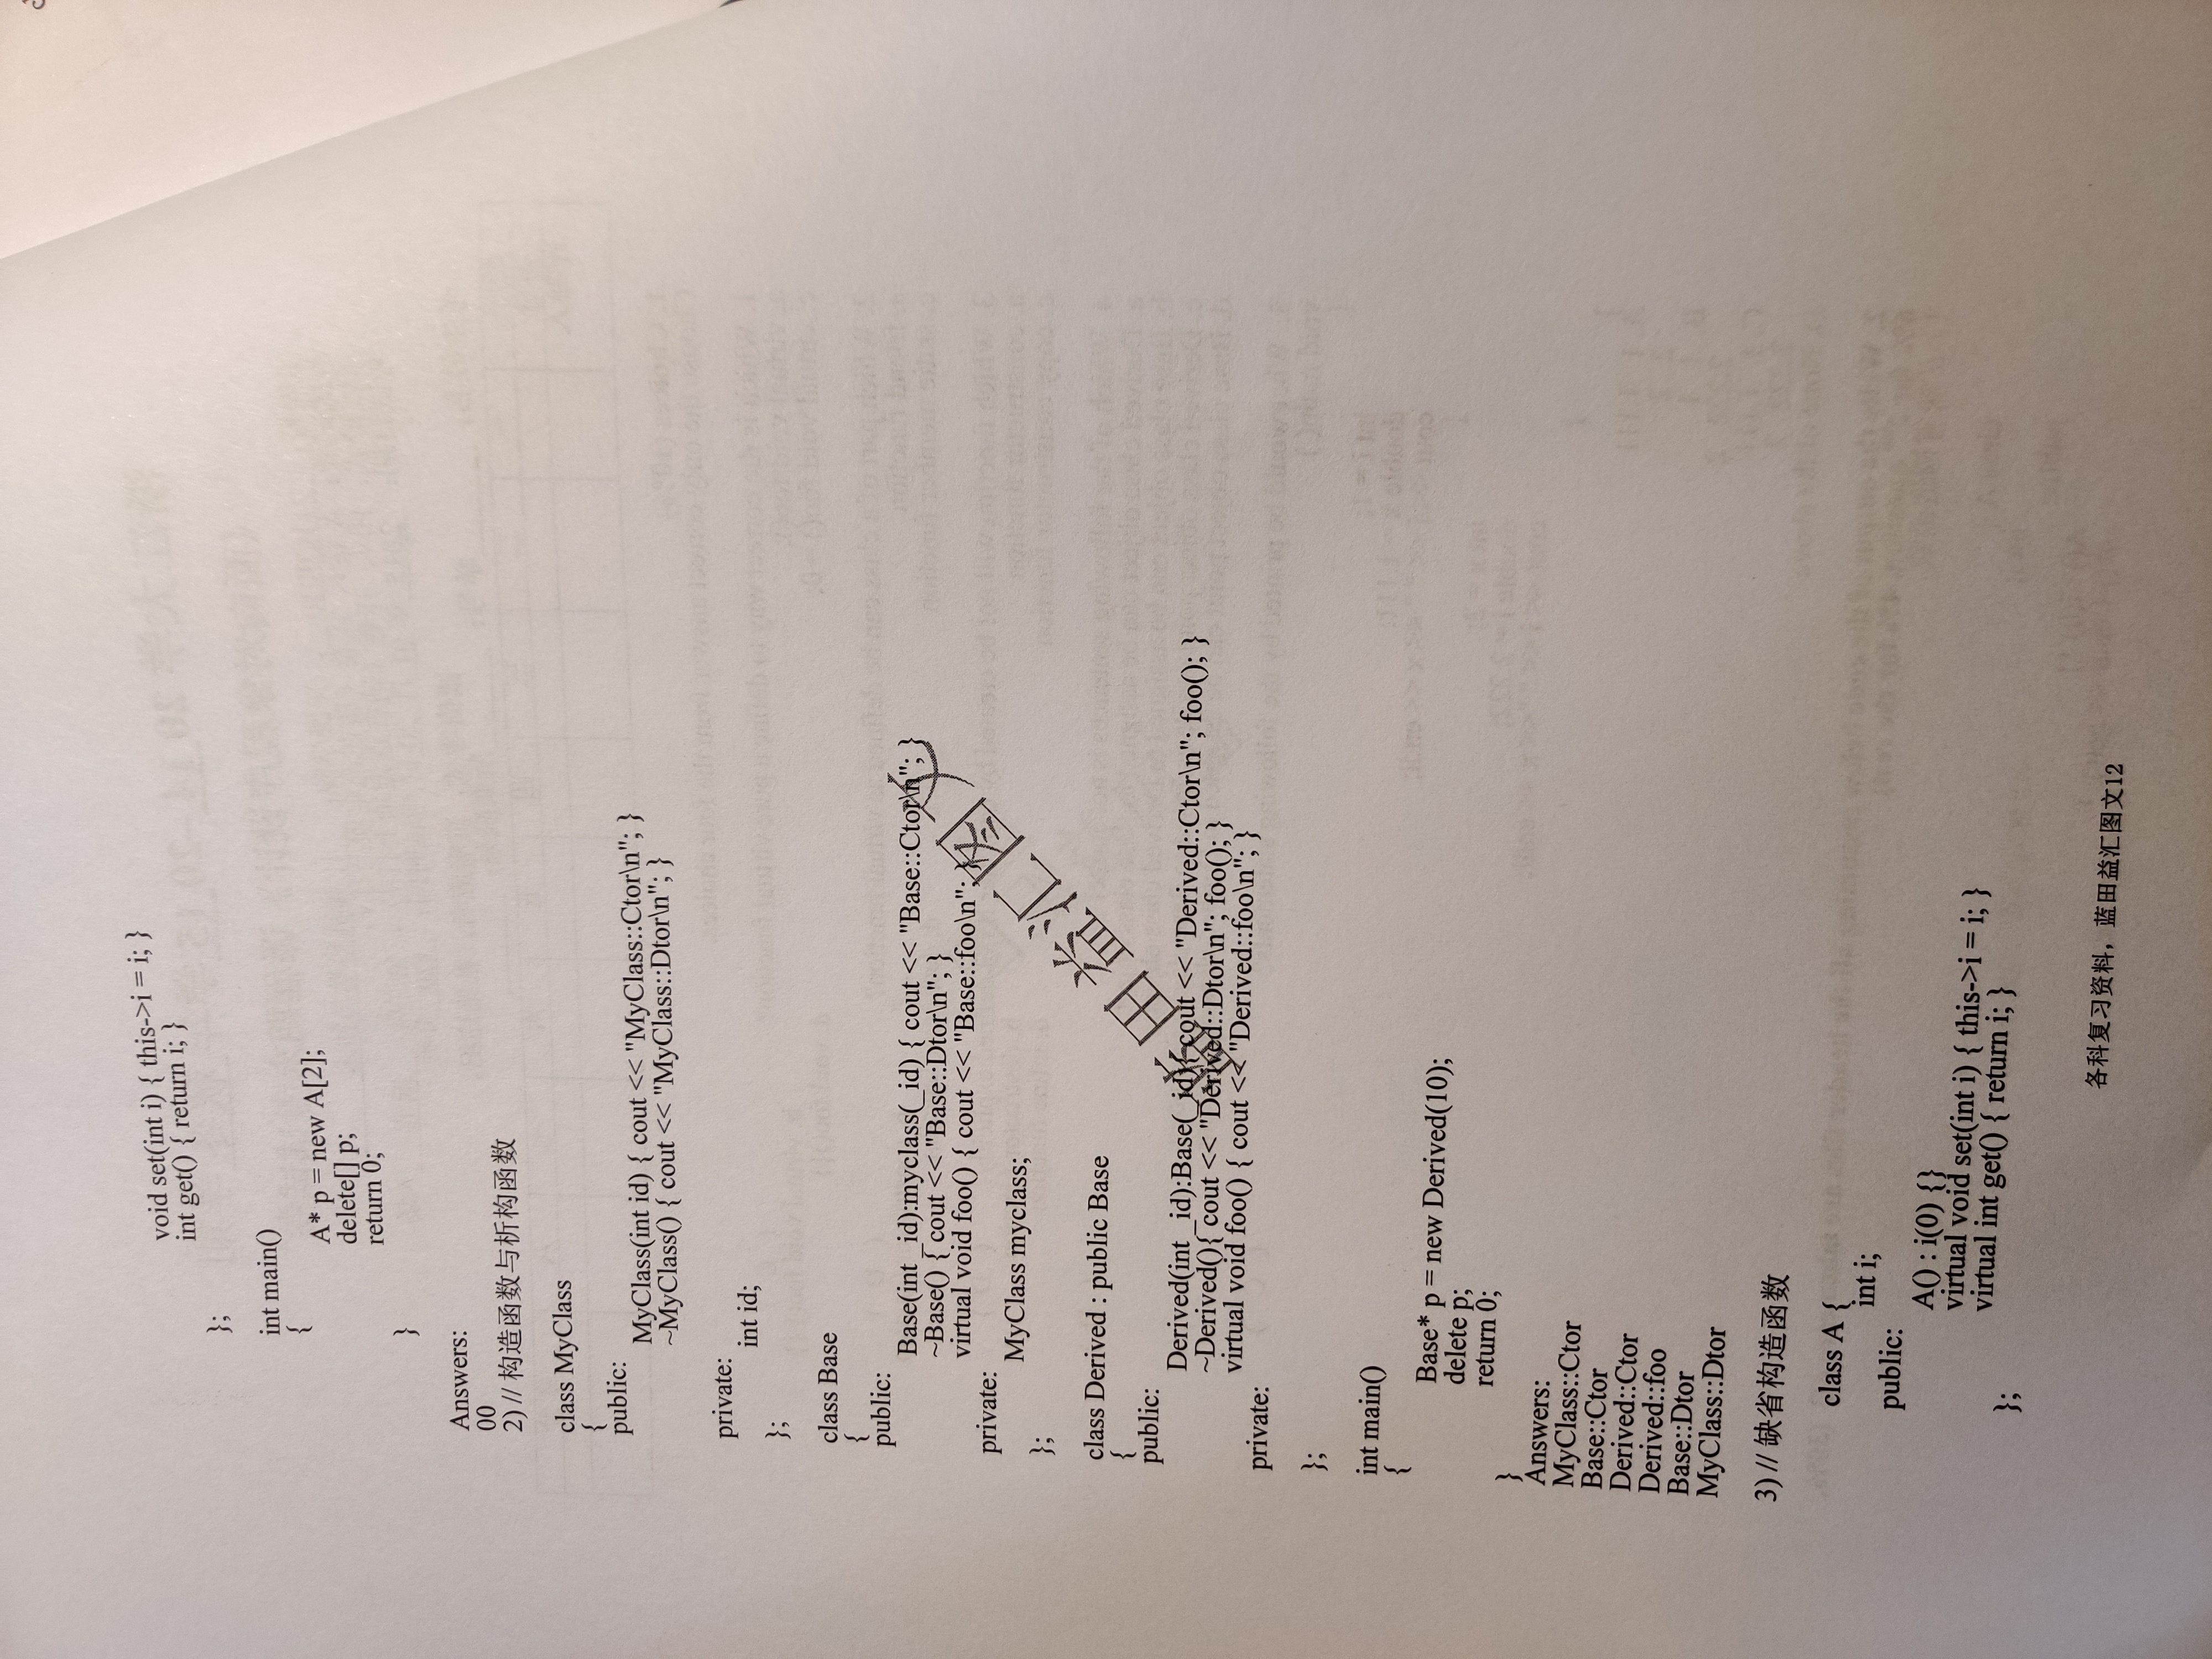 void set(int i) { this->i = i; }
int get() { return i; }
};
int main()
{
A* p = new A[2];
delete[] p;
return 0;
}
Answers:
00
2) // 构造函数与析构函数
class MyClass
{
public:
MyClass(int id) { cout << "MyClass::Ctor\n"; }
~MyClass() { cout << "MyClass::Dtor\n"; }
private:
int id;
};
class Base
{
public:
Base(int _id):myclass(_id) { cout << "Base::Ctor\n"; }
~Base() { cout << "Base::Dtor\n"; }
virtual void foo() { cout << "Base::foo\n"; }
private:
MyClass myclass;
};
class Derived : public Base
{
public:
Derived(int _id):Base(_id){ cout << "Derived::Ctor\n"; foo(); }
~Derived(){ cout << "Derived::Dtor\n"; foo(); }
virtual void foo() { cout << "Derived::foo\n"; }
private:
};
int main()
{
Base* p = new Derived(10);
delete p;
return 0;
}
Answers:
MyClass::Ctor
Base::Ctor
Derived::Ctor
Derived::foo
Base::Dtor
MyClass::Dtor
3) // 缺省构造函数
class A {
int i;
public:
A() : i(0) {}
virtual void set(int i) { this->i = i; }
virtual int get() { return i; }
};
各科复习资料，蓝田益汇图文12
蓝田益汇图文